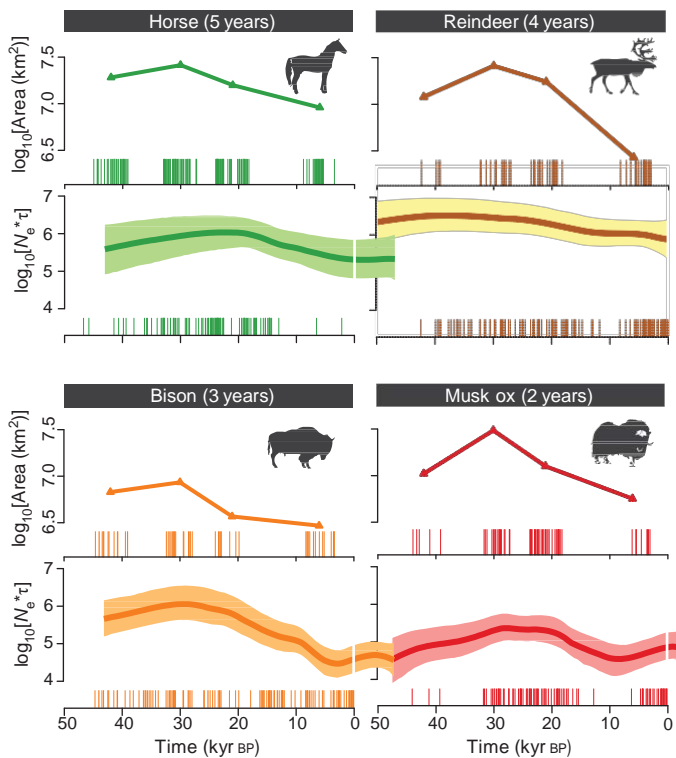 Horse (5 years)
Reindeer (4 years)
log10[Area (km2)]
7.5
7.0
6.5
log10[Ne*τ]
7
6
5
4
Bison (3 years)
Musk ox (2 years)
log10[Area (km2)]
7.5
7.0
6.5
log10[Ne*τ]
7
6
5
4
50 40 30 20 10 0 50 40 30 20 10 0
Time (kyr BP) Time (kyr BP)